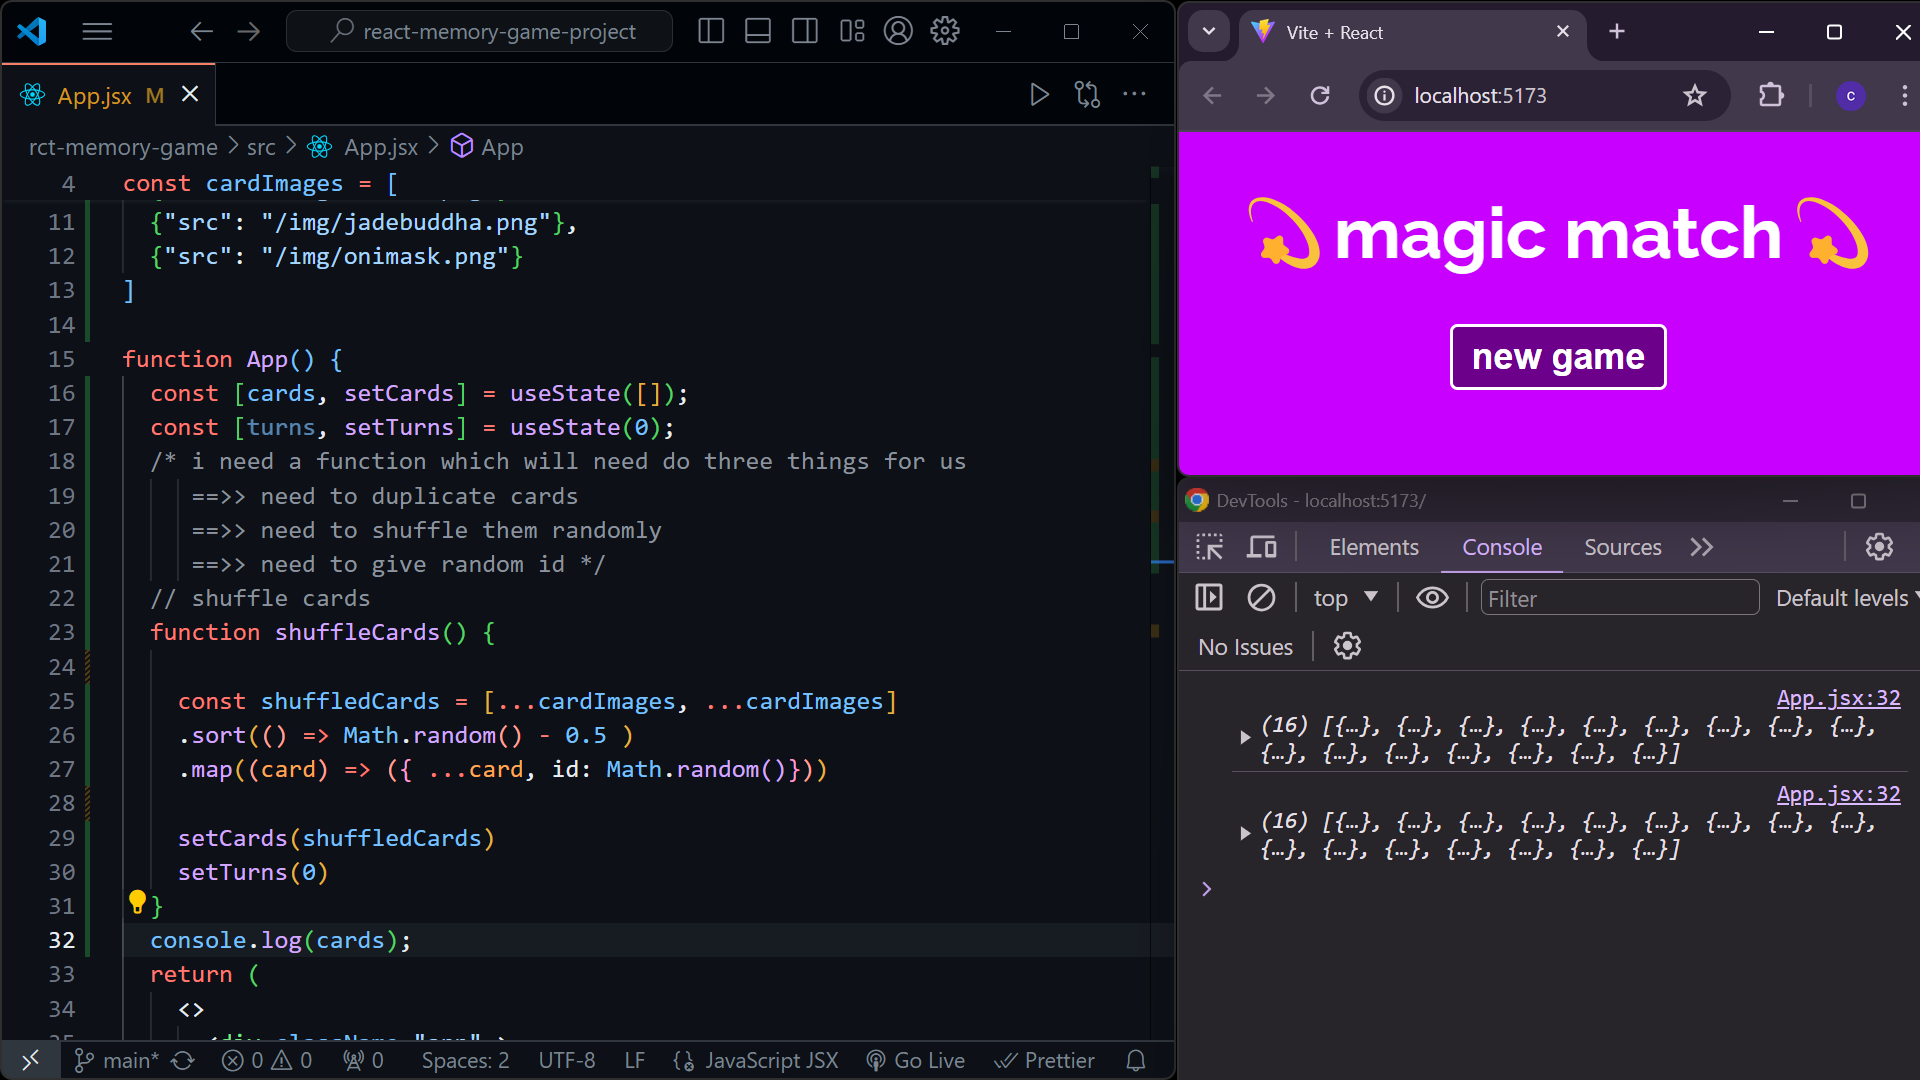 react-memory-game-project
App.jsx M
rct-memory-game > src > App.jsx > App
4 const cardImages = [
11 {"src": "/img/jadebuddha.png"},
12 {"src": "/img/onimask.png"}
13 ]
14
15 function App() {
16 const [cards, setCards] = useState([]);
17 const [turns, setTurns] = useState(0);
18 /* i need a function which will need do three things for us
19 ==>> need to duplicate cards
20 ==>> need to shuffle them randomly
21 ==>> need to give random id */
22 // shuffle cards
23 function shuffleCards() {
24
25 const shuffledCards = [...cardImages, ...cardImages]
26 .sort(() => Math.random() - 0.5 )
27 .map((card) => ({ ...card, id: Math.random()}))
28
29 setCards(shuffledCards)
30 setTurns(0)
31 }
32 console.log(cards);
33 return (
34 <>
main* 0 0 0 Spaces: 2 UTF-8 LF JavaScript JSX Go Live Prettier
Vite + React
localhost:5173 c
magic match
new game
DevTools - localhost:5173/
Elements Console Sources
top Filter Default levels
No Issues
App.jsx:32
(16) [{…}, {…}, {…}, {…}, {…}, {…}, {…}, {…}, {…},
{…}, {…}, {…}, {…}, {…}, {…}, {…}]
App.jsx:32
(16) [{…}, {…}, {…}, {…}, {…}, {…}, {…}, {…}, {…},
{…}, {…}, {…}, {…}, {…}, {…}, {…}]